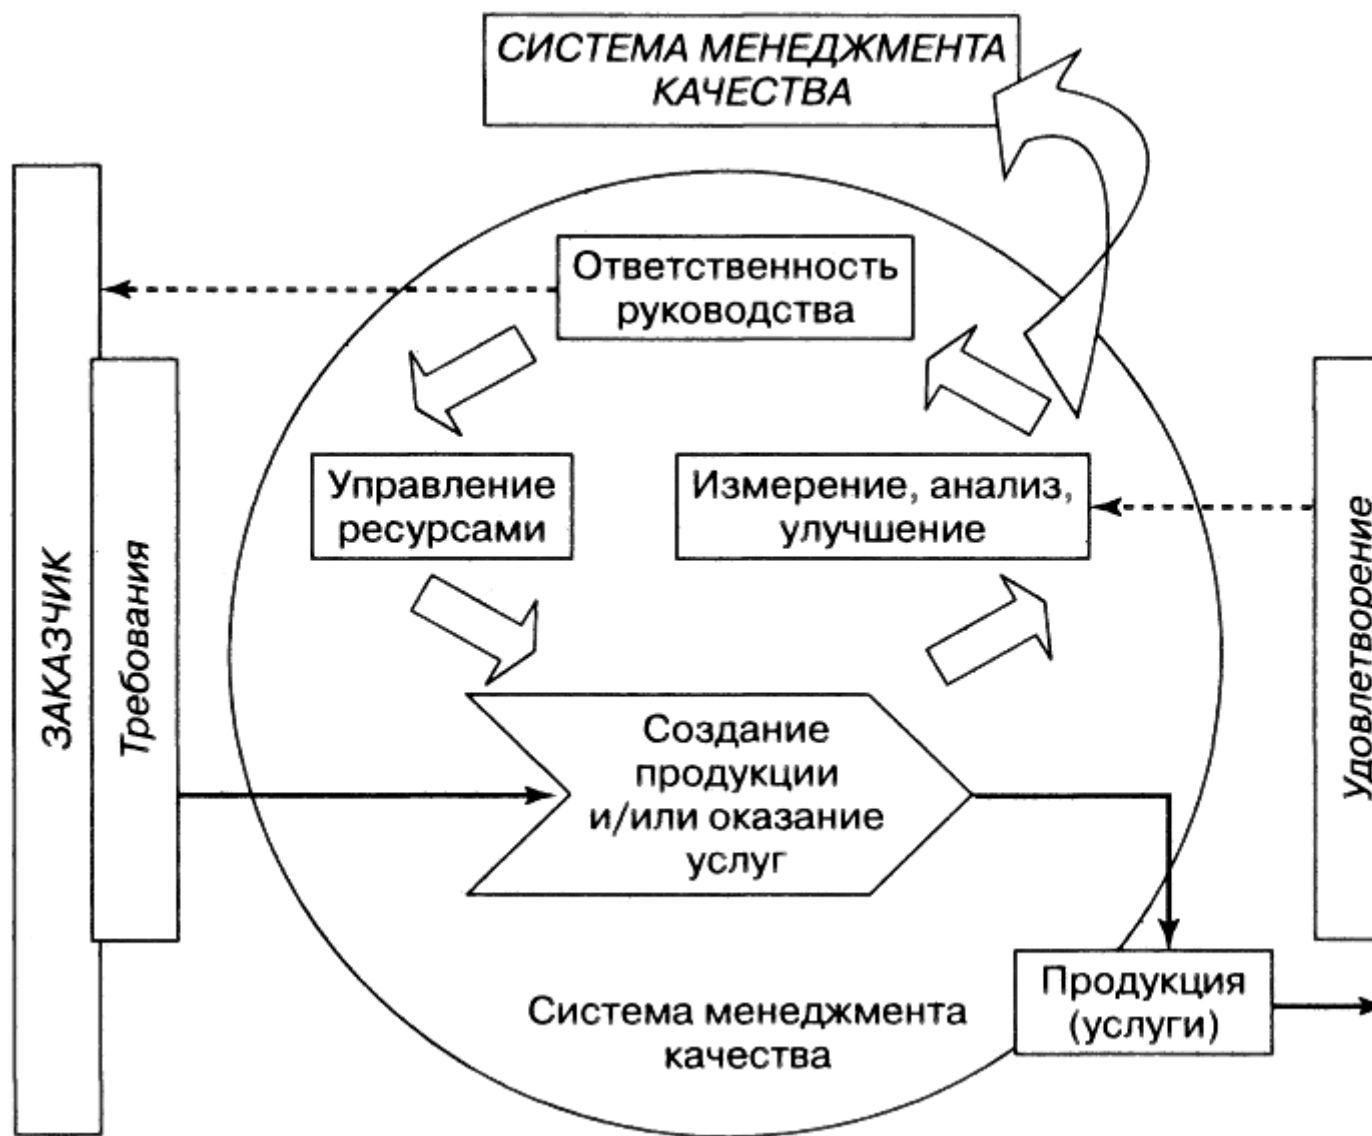 СИСТЕМА МЕНЕДЖМЕНТА
КАЧЕСТВА
Ответственность
руководства
Управление
ресурсами
Измерение, анализ,
улучшение
ЗАКАЗЧИК
Требования
Удовлетворение
Создание
продукции
и/или оказание
услуг
Продукция
(услуги)
Система менеджмента
качества